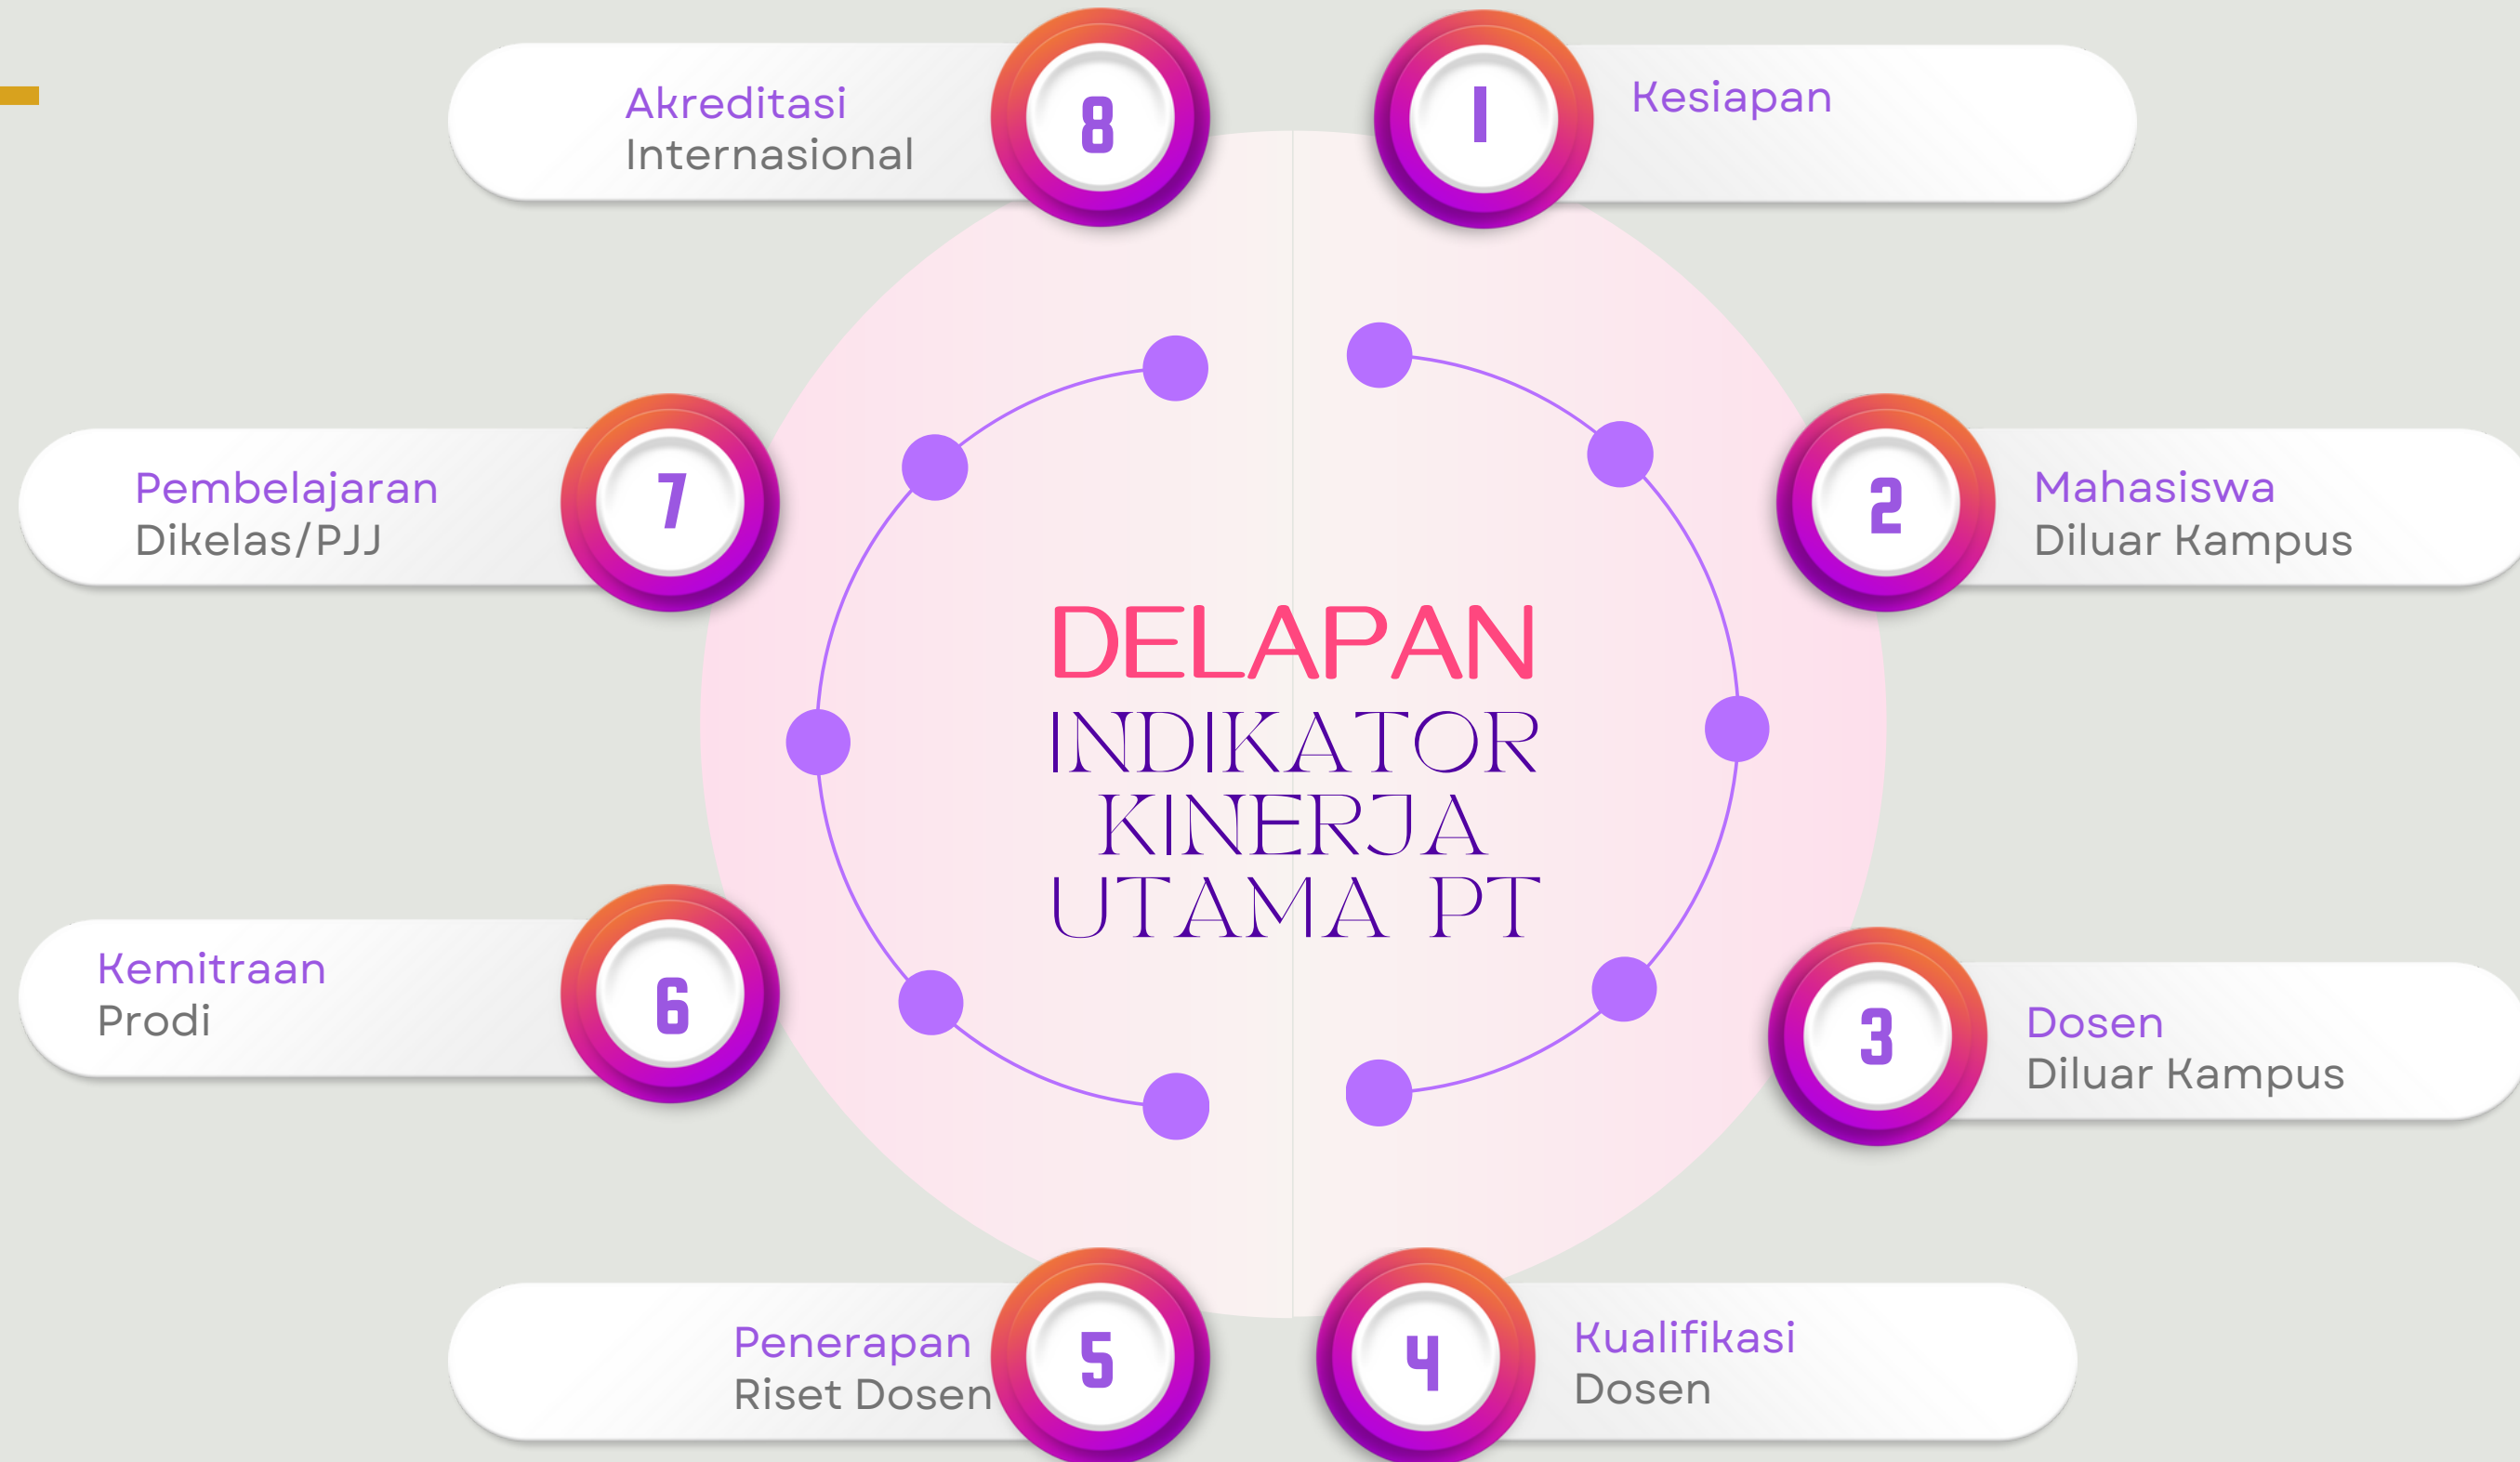 DELAPAN
INDIKATOR
KINERJA
UTAMA PT
1
Kesiapan
2
Mahasiswa
Diluar Kampus
3
Dosen
Diluar Kampus
4
Kualifikasi
Dosen
5
Penerapan
Riset Dosen
6
Kemitraan
Prodi
7
Pembelajaran
Dikelas/PJJ
8
Akreditasi
Internasional